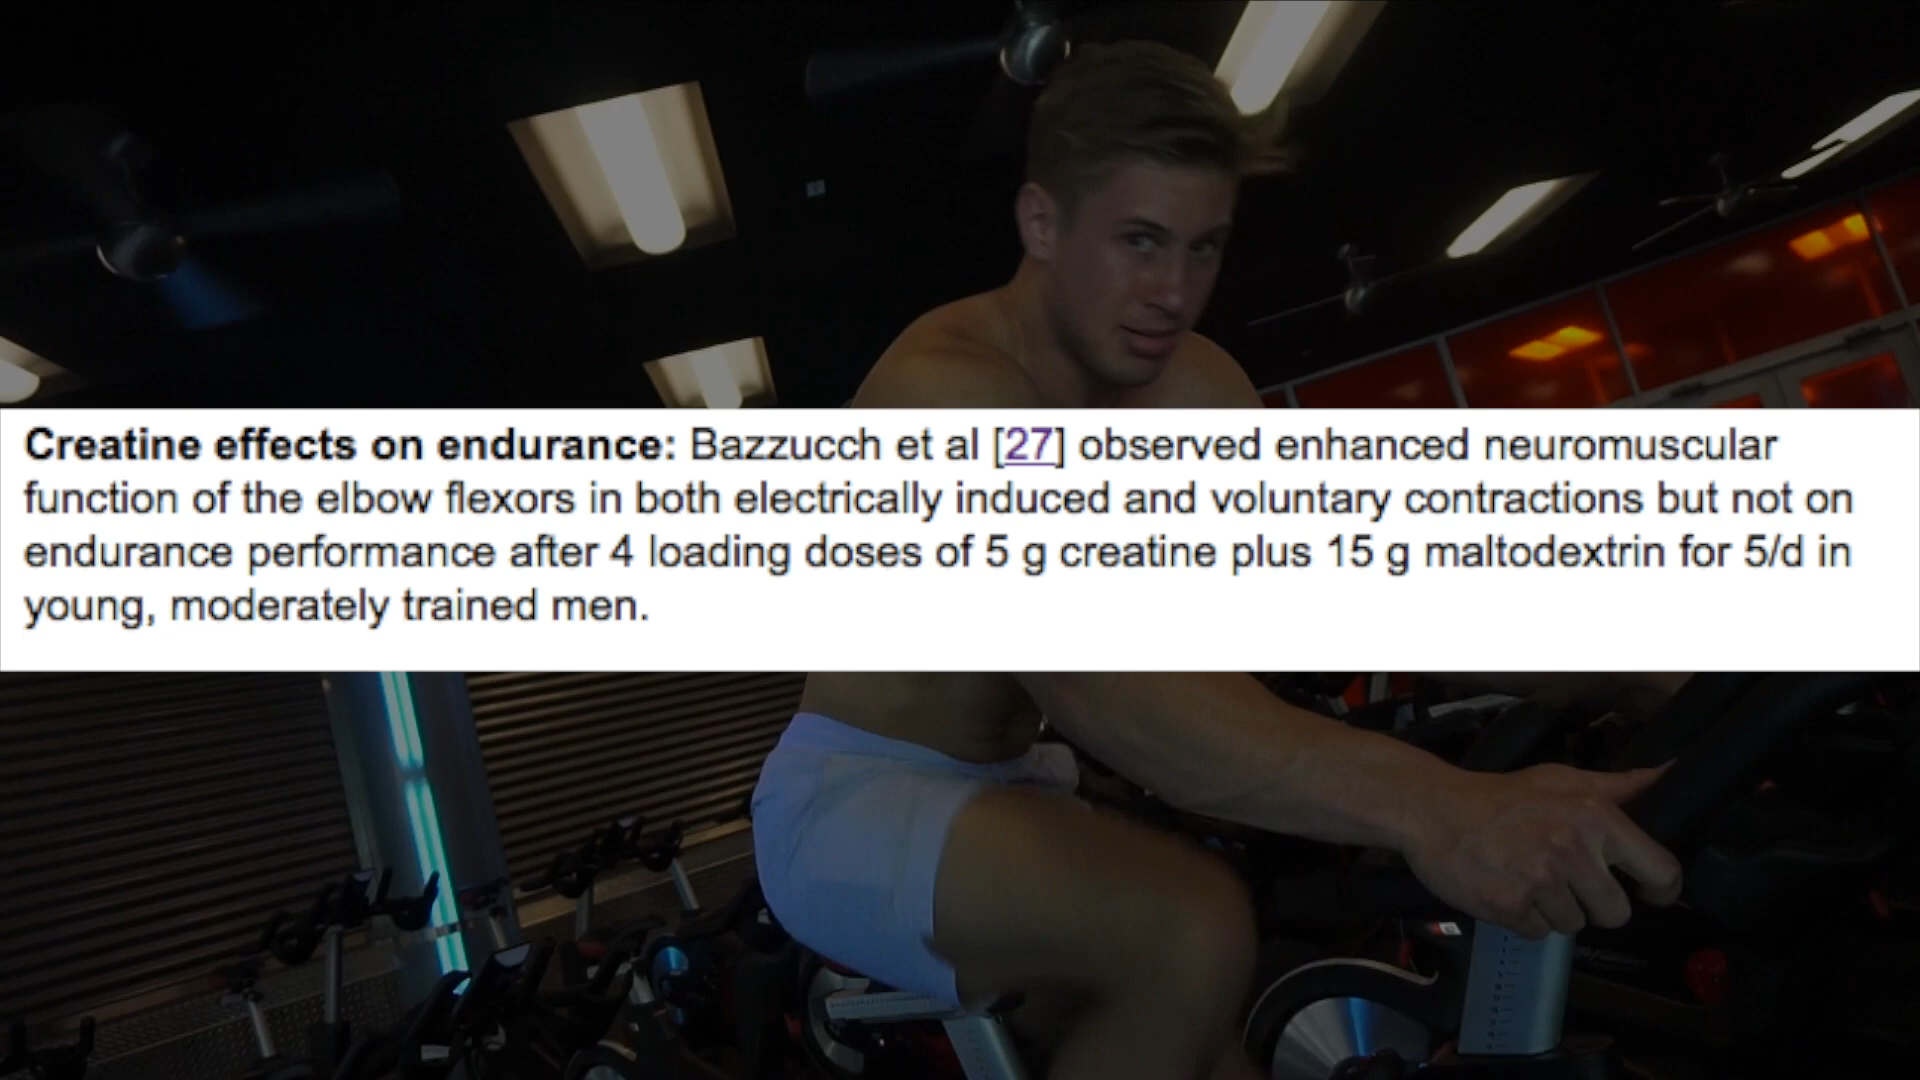 Creatine effects on endurance: Bazzucch et al [27] observed enhanced neuromuscular
function of the elbow flexors in both electrically induced and voluntary contractions but not on
endurance performance after 4 loading doses of 5 g creatine plus 15 g maltodextrin for 5/d in
young, moderately trained men.